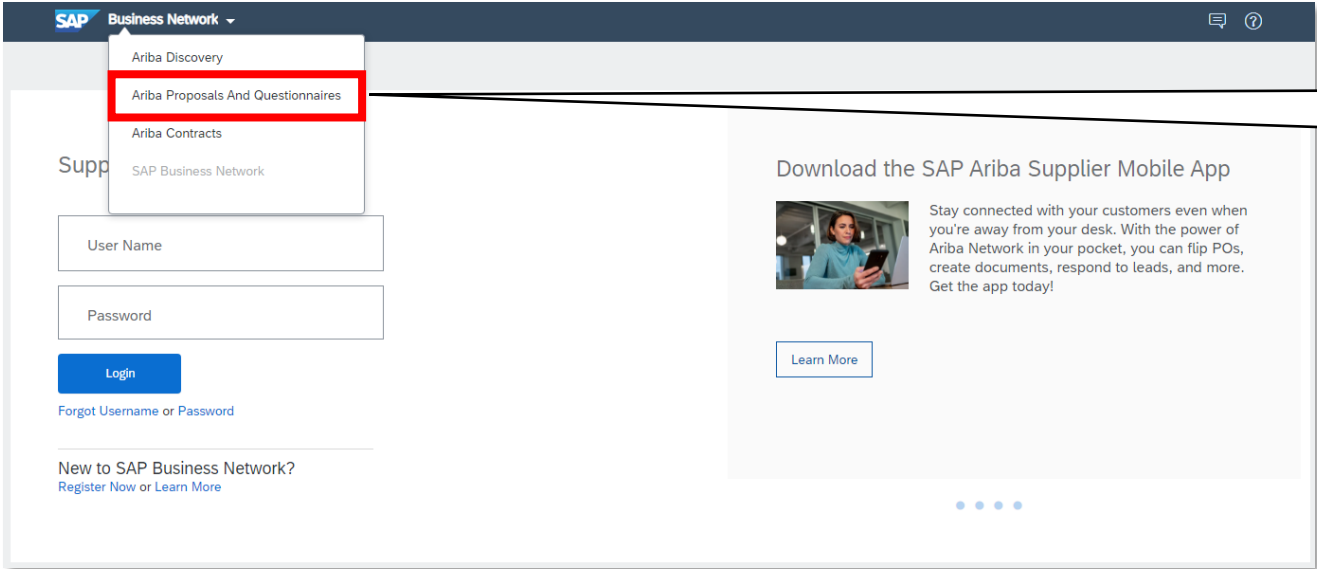 SAP Business Network
Ariba Discovery
Ariba Proposals And Questionnaires
Ariba Contracts
SAP Business Network
Supp
User Name
Password
Login
Forgot Username or Password
New to SAP Business Network?
Register Now or Learn More
Download the SAP Ariba Supplier Mobile App
Stay connected with your customers even when
you're away from your desk. With the power of
Ariba Network in your pocket, you can flip POs,
create documents, respond to leads, and more.
Get the app today!
Learn More